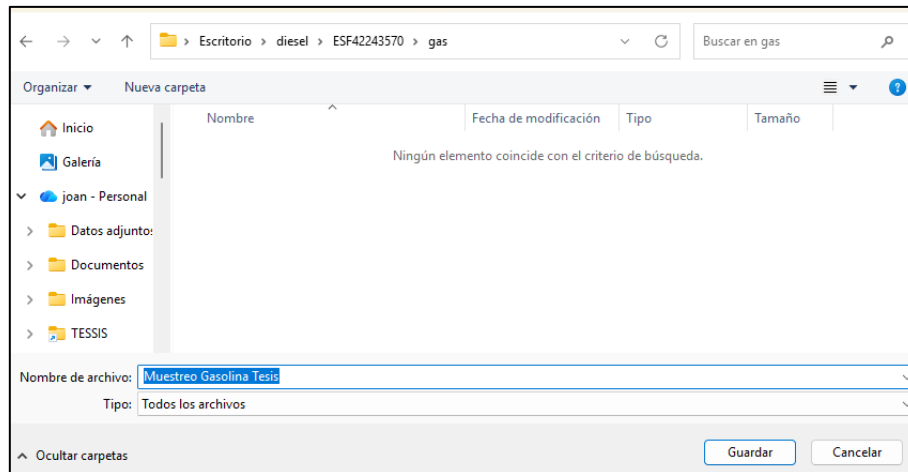 Escritorio > diesel > ESF42243570 > gas
Buscar en gas
Organizar
Nueva carpeta
Nombre
Fecha de modificación
Tipo
Tamaño
Inicio
Ningún elemento coincide con el criterio de búsqueda.
Galería
joan - Personal
Datos adjuntos
Documentos
Imágenes
TESSIS
Nombre de archivo: Muestreo Gasolina Tesis
Tipo: Todos los archivos
Ocultar carpetas
Guardar
Cancelar